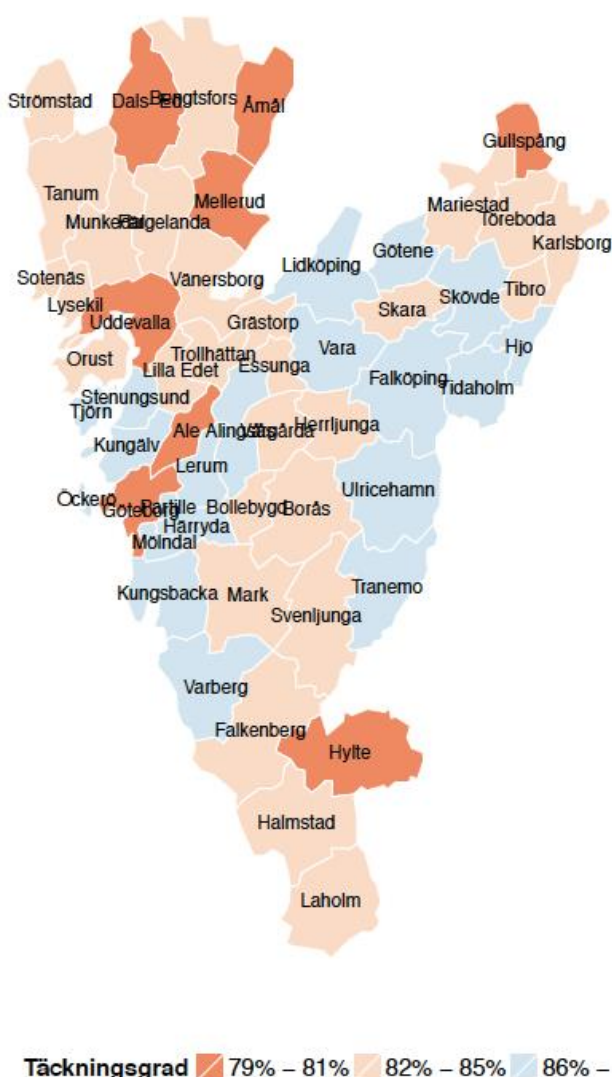 Strömstad
Dals-Ed
Bengtsfors
Åmål
Gullspång
Tanum
Mellerud
Mariestad
Munkedal
Färgelanda
Töreboda
Karlsborg
Götene
Lidköping
Sotenäs
Vänersborg
Tibro
Skövde
Lysekil
Skara
Uddevalla
Grästorp
Hjo
Vara
Trollhättan
Orust
Essunga
Lilla Edet
Falköping
Tidaholm
Stenungsund
Tjörn
Herrljunga
Ale
Alingsås
Vårgårda
Kungälv
Lerum
Ulricehamn
Öckerö
Göteborg
Partille
Bollebygd
Borås
Härryda
Mölndal
Tranemo
Kungsbacka
Mark
Svenljunga
Varberg
Falkenberg
Hylte
Halmstad
Laholm
Täckningsgrad 79% – 81% 82% – 85% 86% –